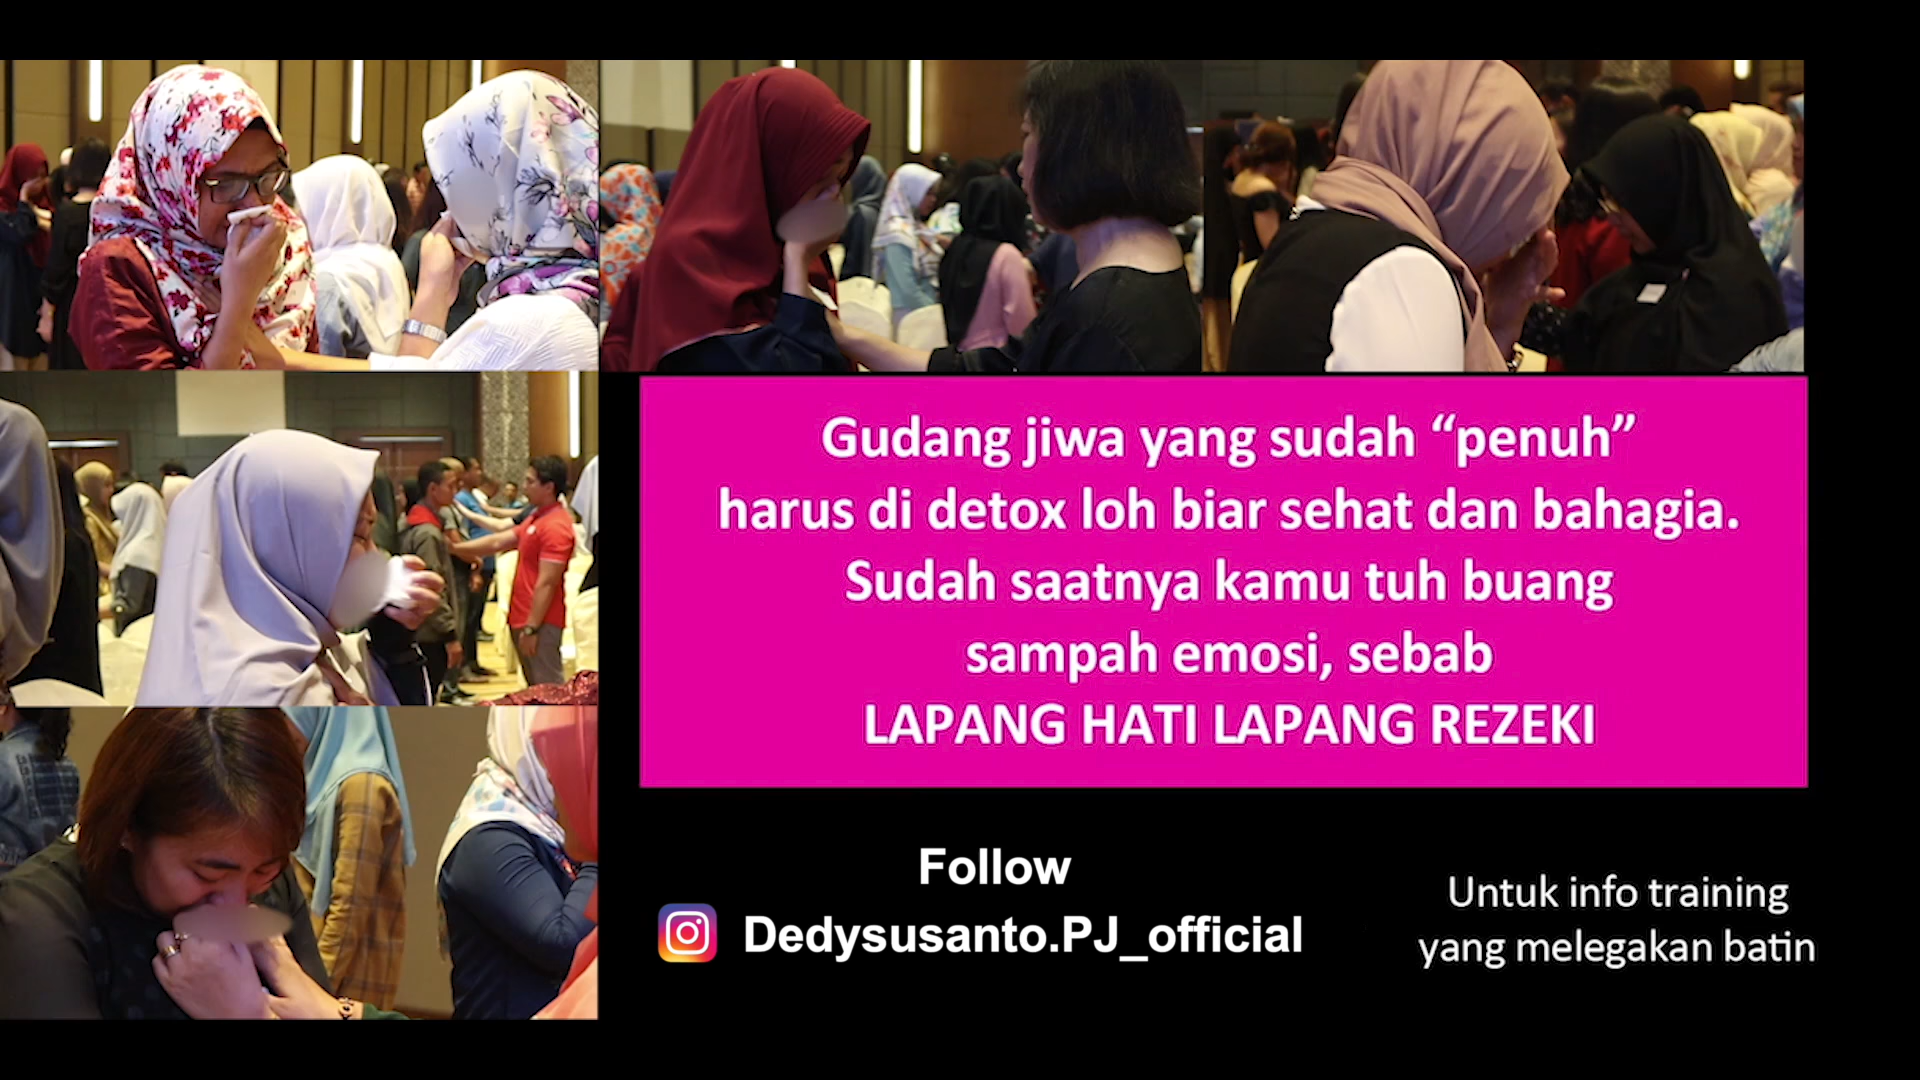 Gudang jiwa yang sudah “penuh”
harus di detox loh biar sehat dan bahagia.
Sudah saatnya kamu tuh buang
sampah emosi, sebab
LAPANG HATI LAPANG REZEKI
Follow
Dedysusanto.PJ_official
Untuk info training
yang melegakan batin